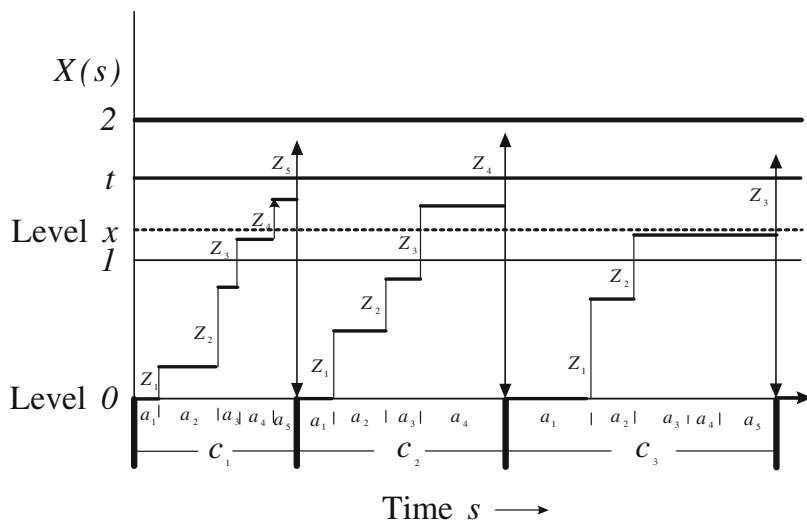 X(s)
2
t
Z₅ Z₄ Z₃
Level x
Z₄ Z₃ Z₃
1
Z₂ Z₂ Z₂
Z₁ Z₁ Z₁
Level 0
a₁ a₂ a₃ a₄ a₅ a₁ a₂ a₃ a₄ a₁ a₂ a₃ a₄ a₅
c₁ c₂ c₃
Time s